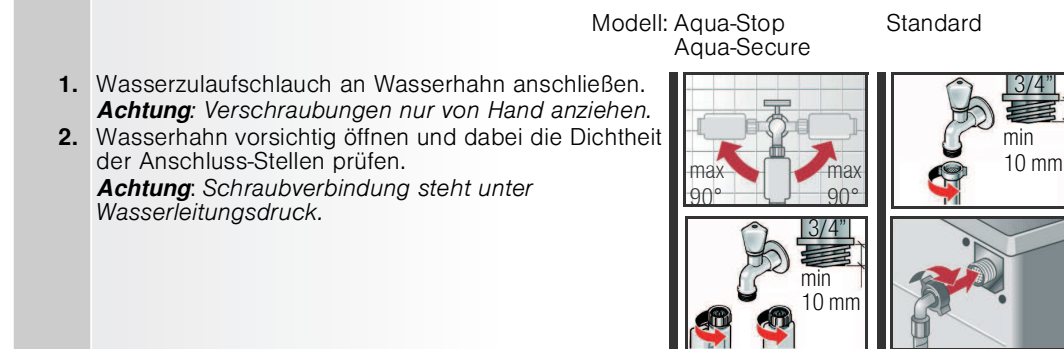 Modell: Aqua-Stop Standard
Aqua-Secure
1. Wasserzulaufschlauch an Wasserhahn anschließen.
Achtung: Verschraubungen nur von Hand anziehen.
2. Wasserhahn vorsichtig öffnen und dabei die Dichtheit
der Anschluss-Stellen prüfen.
Achtung: Schraubverbindung steht unter
Wasserleitungsdruck.
max
90°
max
90°
3/4"
min
10 mm
3/4"
min
10 mm